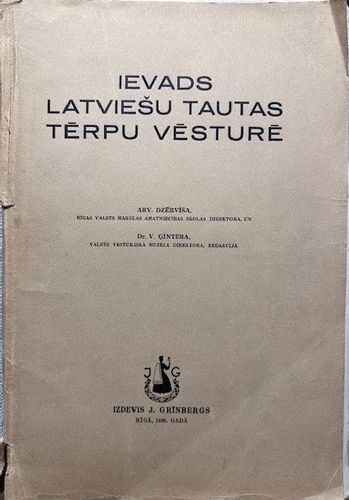 IEVADS
LATVIEŠU TAUTAS
TĒRPU VĒSTURĒ
ARV. DZĒRVĪŠA,
RĪGAS VALSTS MĀKSLAS AMATNIECĪBAS SKOLAS DIREKTORA, UN
Dr. V. ĢINTERA,
VALSTS VĒSTURISKĀ MŪZEJA DIREKTORA, REDAKCIJĀ
J G
IZDEVIS J. GRĪNBERGS
RĪGĀ, 1936. GADĀ